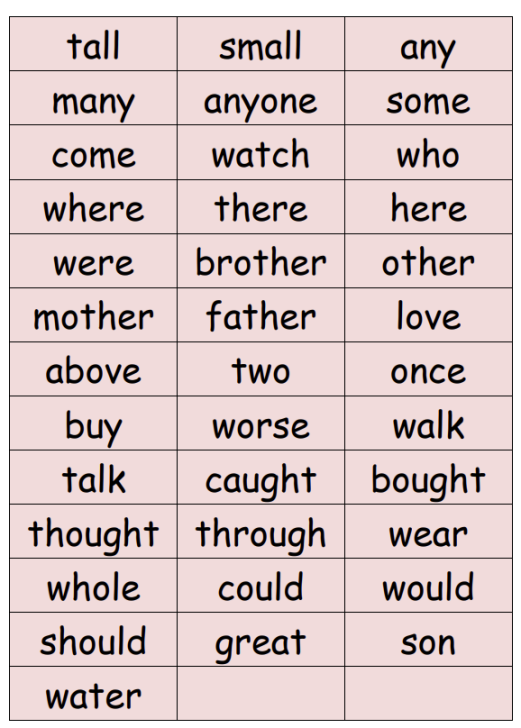 tall small any
many anyone some
come watch who
where there here
were brother other
mother father love
above two once
buy worse walk
talk caught bought
thought through wear
whole could would
should great son
water